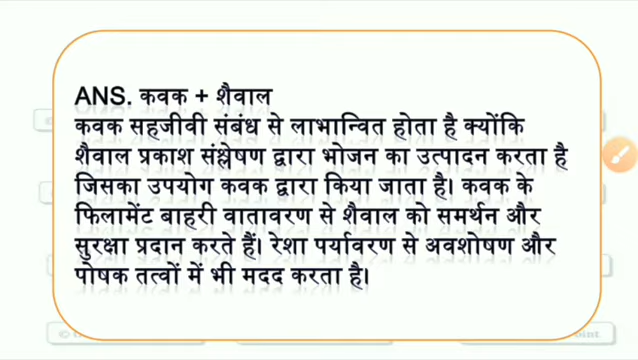 ANS. कवक + शैवाल
कवक सहजीवी संबंध से लाभान्वित होता है क्योंकि
शैवाल प्रकाश संश्लेषण द्वारा भोजन का उत्पादन करता है
जिसका उपयोग कवक द्वारा किया जाता है। कवक के
फिलामेंट बाहरी वातावरण से शैवाल को समर्थन और
सुरक्षा प्रदान करते हैं। रेशा पर्यावरण से अवशोषण और
पोषक तत्वों में भी मदद करता है।